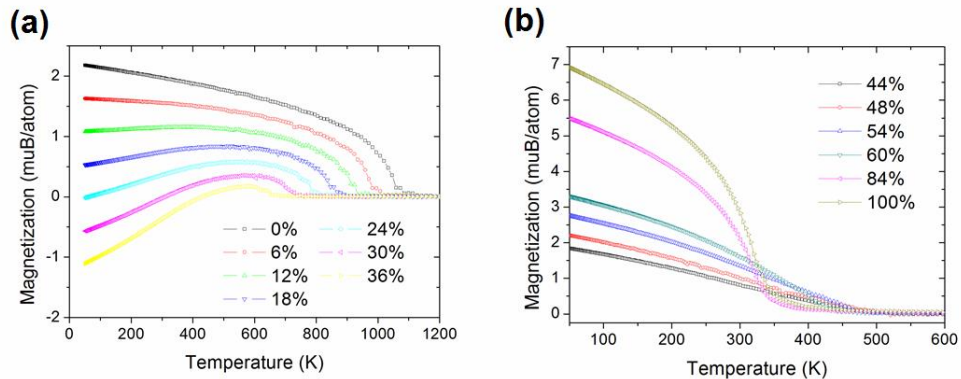 (a)
Magnetization (muB/atom)
2
1
0
-1
-2
0% 24%
6% 30%
12% 36%
18%
0 200 400 600 800 1000 1200
Temperature (K)
(b)
Magnetization (muB/atom)
7
6
5
4
3
2
1
0
44%
48%
54%
60%
84%
100%
100 200 300 400 500 600
Temperature (K)